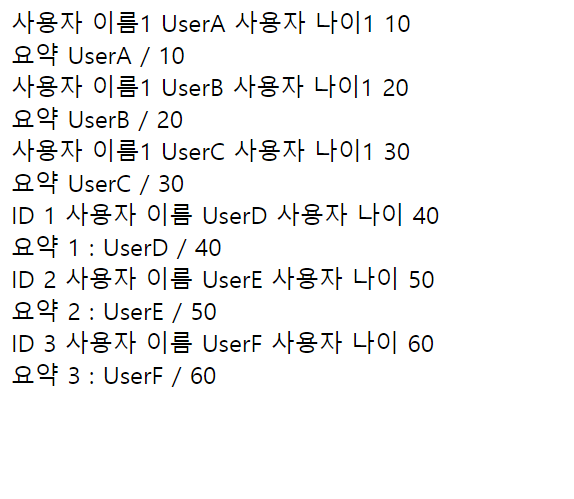 사용자 이름1 UserA 사용자 나이1 10
요약 UserA / 10
사용자 이름1 UserB 사용자 나이1 20
요약 UserB / 20
사용자 이름1 UserC 사용자 나이1 30
요약 UserC / 30
ID 1 사용자 이름 UserD 사용자 나이 40
요약 1 : UserD / 40
ID 2 사용자 이름 UserE 사용자 나이 50
요약 2 : UserE / 50
ID 3 사용자 이름 UserF 사용자 나이 60
요약 3 : UserF / 60